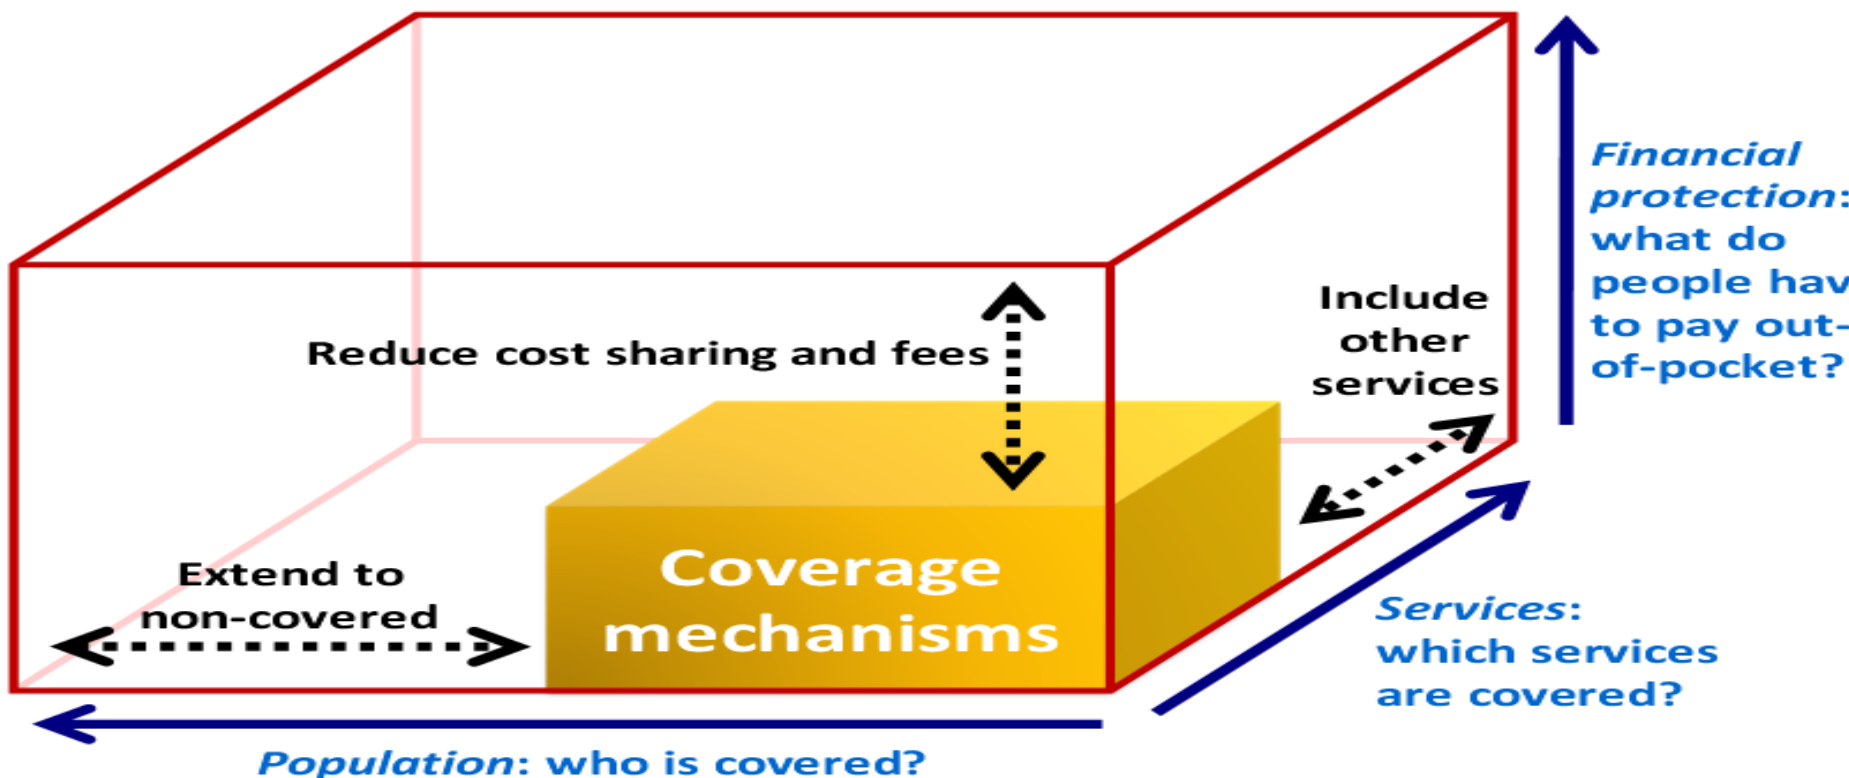 Financial
protection:
what do
people hav
to pay out-
of-pocket?
Include
other
services
Reduce cost sharing and fees
Coverage
mechanisms
Extend to
non-covered
Services:
which services
are covered?
Population: who is covered?